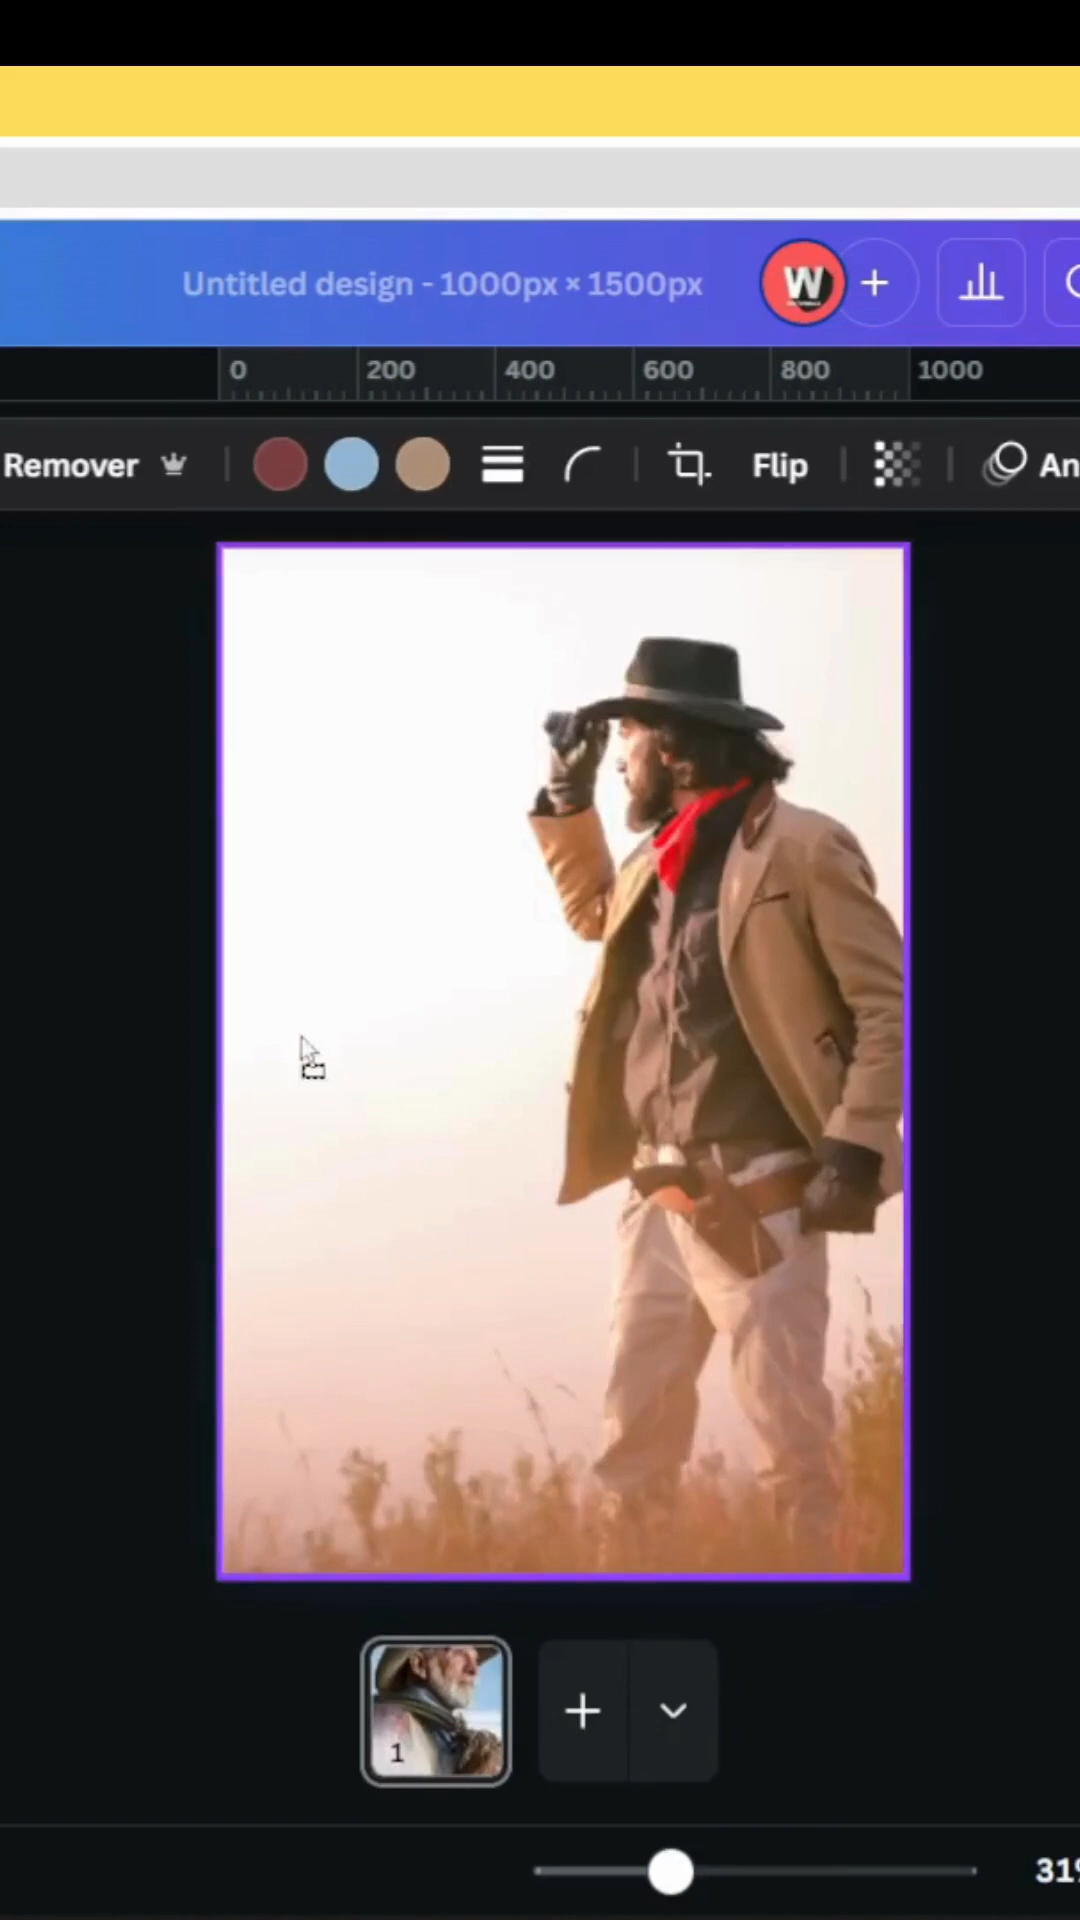 Untitled design - 1000px × 1500px
W
0 200 400 600 800 1000
Remover
Flip
An
1
31%